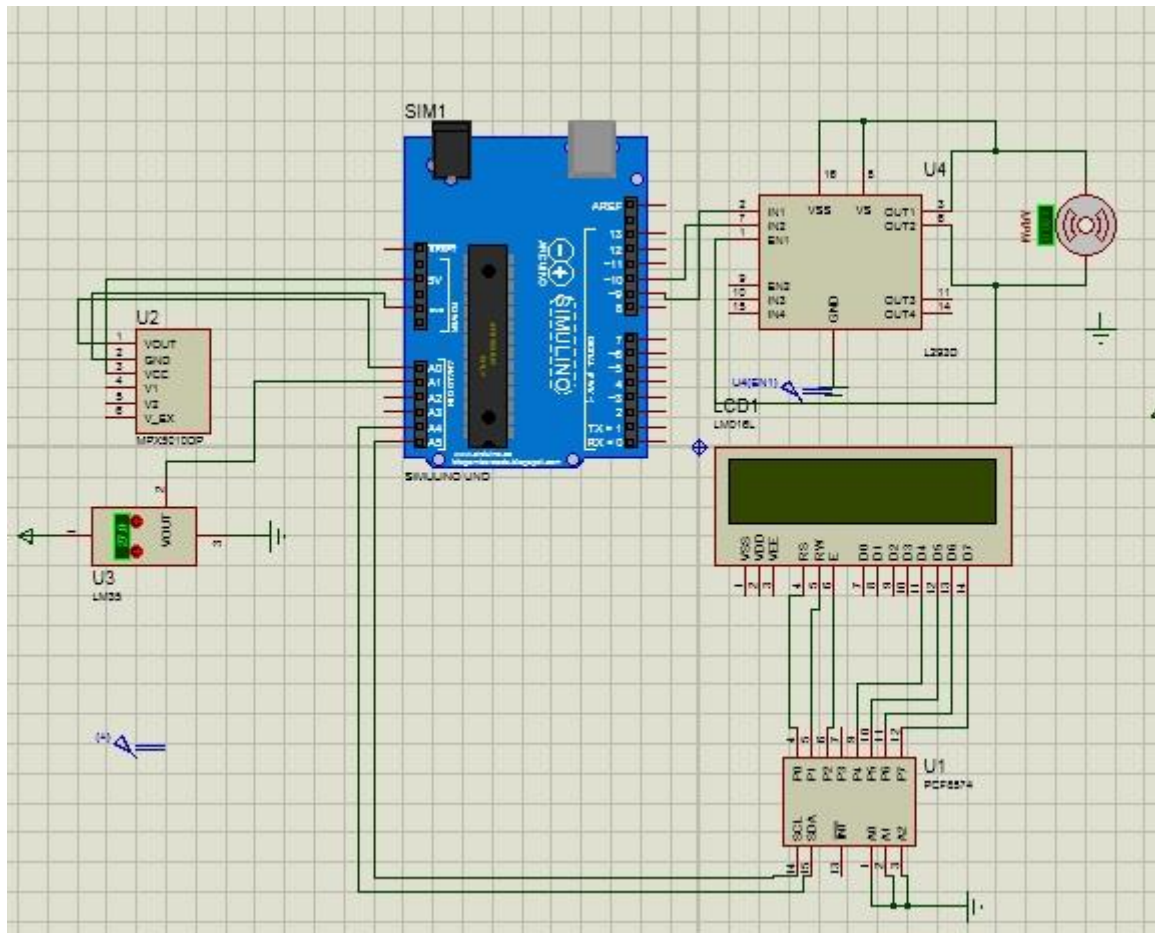 SIM1
AREF
13
12
~11
~10
~9
8
7
~6
~5
4
~3
2
TX > 1
RX < 0
5V
A0
A1
A2
A3
A4
A5
ARDUINO
SIMULINO
SIMULINO UNO
U2
1 VOUT
2 GND
3 VCC
4 V1
5 V2
6 V_EX
MPX5010DP
1
2
3
27.0
VOUT
U3
LM35
(A)
U4
16
8
VSS
VS
2 IN1
7 IN2
1 EN1
9 EN2
10 IN3
15 IN4
OUT1 3
OUT2 6
OUT3 11
OUT4 14
GND
L293D
U4(EN1)
LCD1
LM016L
VSS
VDD
VEE
RS
RW
E
D0
D1
D2
D3
D4
D5
D6
D7
1
2
3
4
5
6
7
8
9
10
11
12
13
14
4
5
6
7
9
10
11
12
P0
P1
P2
P3
P4
P5
P6
P7
U1
PCF8574
SCL
SDA
INT
A0
A1
A2
14
15
13
1
2
3